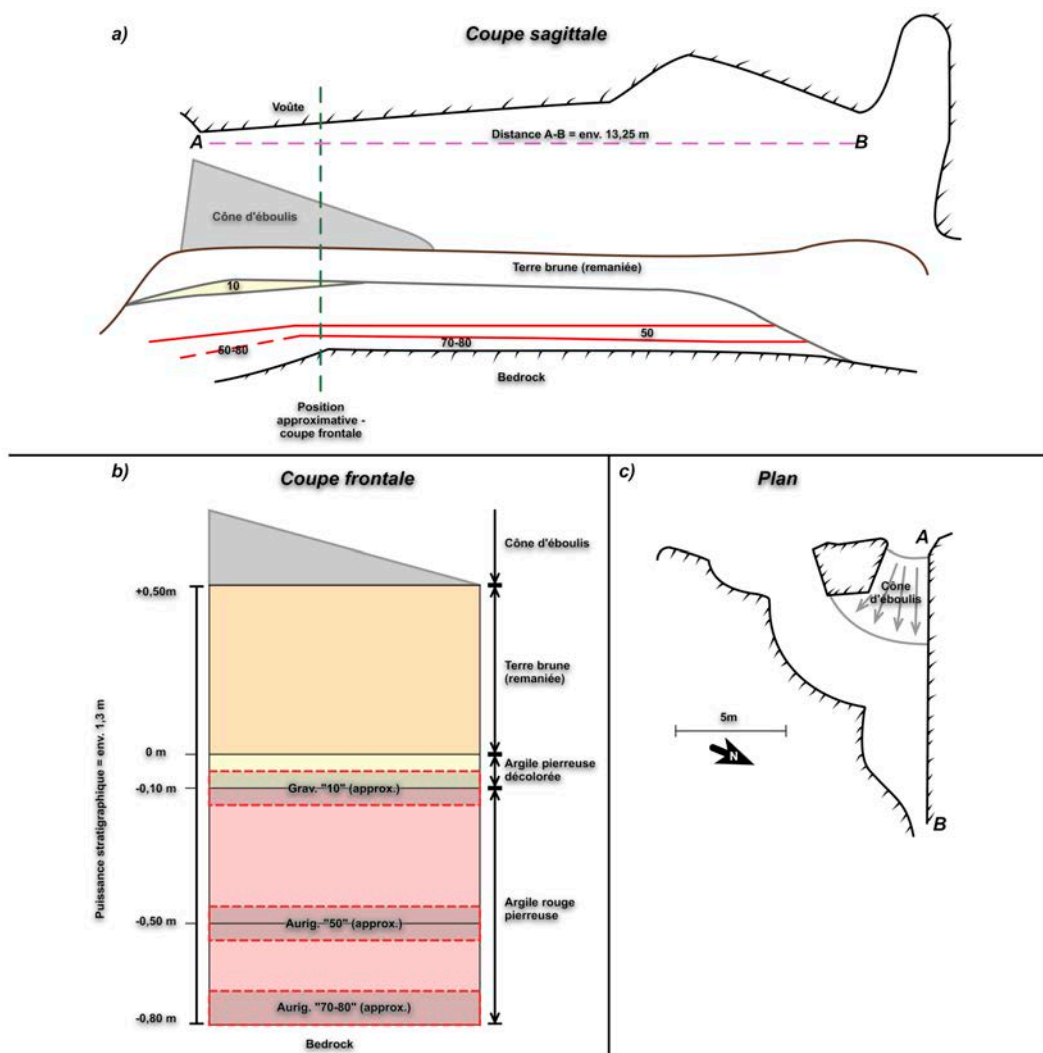 a)
Coupe sagittale
Voûte
A
Distance A-B = env. 13,25 m
B
Cône d'éboulis
Terre brune (remaniée)
10
50
50-80
70-80
Bedrock
Position
approximative -
coupe frontale
b)
Coupe frontale
Cône d'éboulis
+0,50m
Terre brune
(remaniée)
Puissance stratigraphique = env. 1,3 m
0 m
Argile pierreuse
décolorée
Grav. "10" (approx.)
-0,10 m
Argile rouge
pierreuse
-0,50 m
Aurig. "50" (approx.)
Aurig. "70-80" (approx.)
-0,80 m
Bedrock
c)
Plan
A
Cône
d'éboulis
5m
N
B